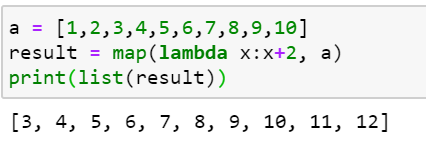 a = [1,2,3,4,5,6,7,8,9,10]
result = map(lambda x:x+2, a)
print(list(result))
[3, 4, 5, 6, 7, 8, 9, 10, 11, 12]